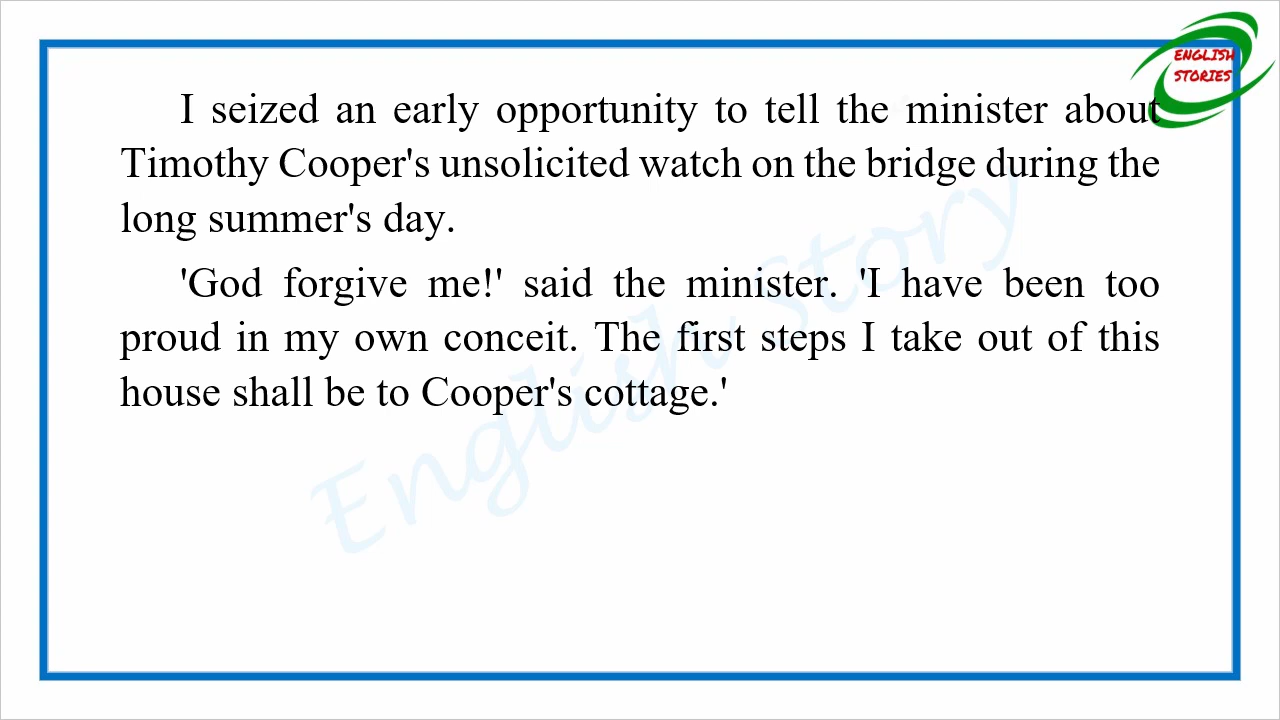 ENGLISH
STORIES
I seized an early opportunity to tell the minister about
Timothy Cooper's unsolicited watch on the bridge during the
long summer's day.
'God forgive me!' said the minister. 'I have been too
proud in my own conceit. The first steps I take out of this
house shall be to Cooper's cottage.'
English Story